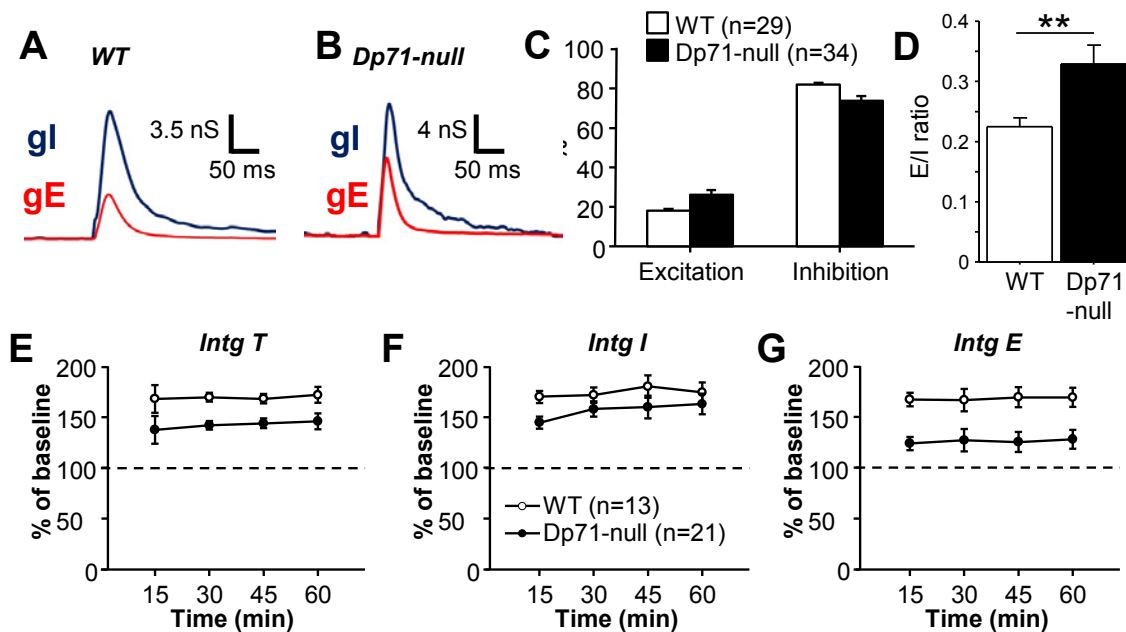 A
WT
gI
gE
3.5 nS
50 ms
B
Dp71-null
4 nS
50 ms
C
WT (n=29)
Dp71-null (n=34)
100
80
60
40
20
0
Excitation
Inhibition
D
**
E/I ratio
0.4
0.3
0.2
0.1
0
WT
Dp71
-null
E
Intg T
% of baseline
200
150
100
50
0
15 30 45 60
Time (min)
F
Intg I
% of baseline
200
150
100
50
0
WT (n=13)
Dp71-null (n=21)
15 30 45 60
Time (min)
G
Intg E
% of baseline
200
150
100
50
0
15 30 45 60
Time (min)